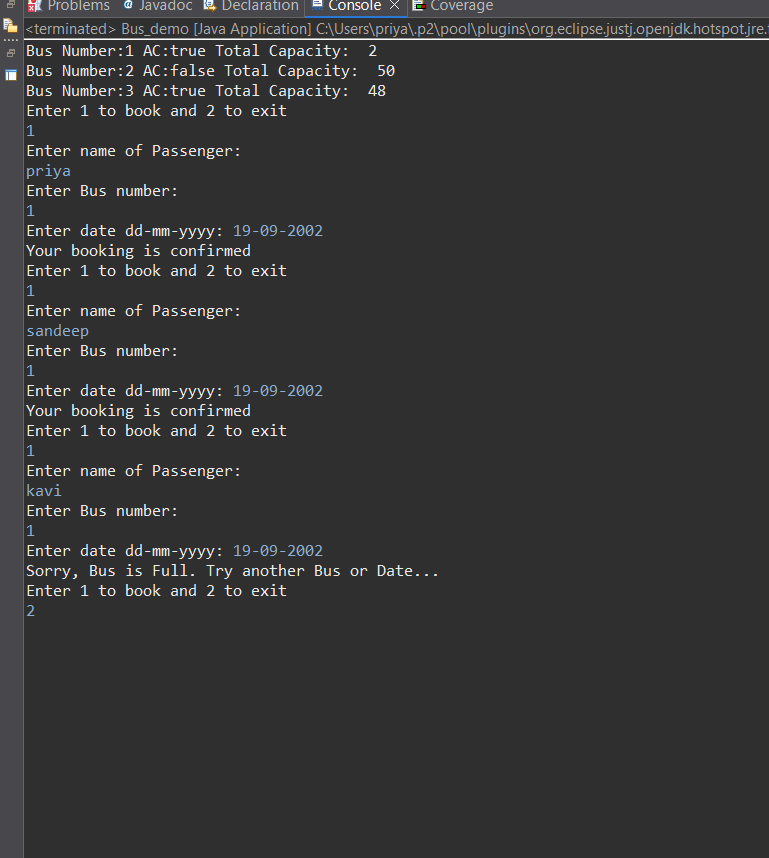 Problems @ Javadoc Declaration Console Coverage
<terminated> Bus_demo [Java Application] C:\Users\priya\.p2\pool\plugins\org.eclipse.justj.openjdk.hotspot.jre.
Bus Number:1 AC:true Total Capacity:  2
Bus Number:2 AC:false Total Capacity:  50
Bus Number:3 AC:true Total Capacity:  48
Enter 1 to book and 2 to exit
1
Enter name of Passenger:
priya
Enter Bus number:
1
Enter date dd-mm-yyyy: 19-09-2002
Your booking is confirmed
Enter 1 to book and 2 to exit
1
Enter name of Passenger:
sandeep
Enter Bus number:
1
Enter date dd-mm-yyyy: 19-09-2002
Your booking is confirmed
Enter 1 to book and 2 to exit
1
Enter name of Passenger:
kavi
Enter Bus number:
1
Enter date dd-mm-yyyy: 19-09-2002
Sorry, Bus is Full. Try another Bus or Date...
Enter 1 to book and 2 to exit
2